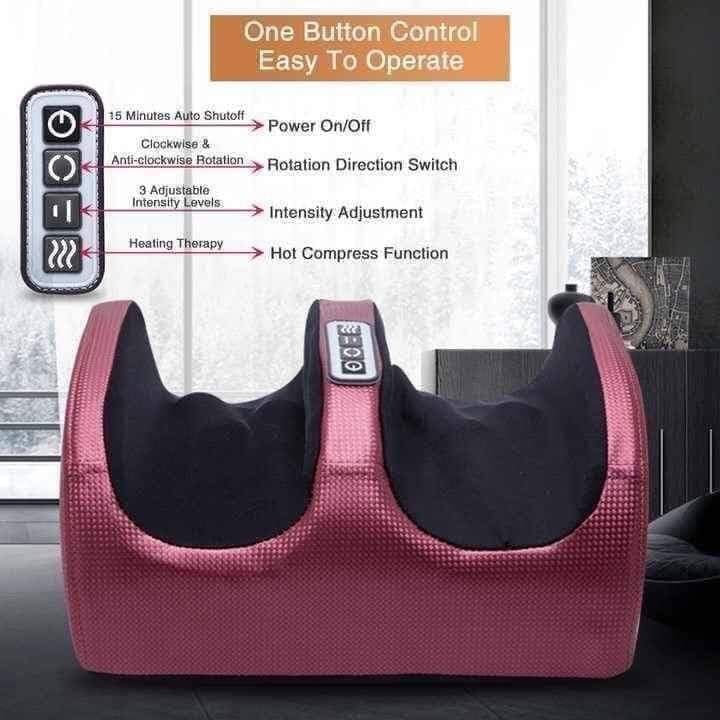 One Button Control
Easy To Operate
15 Minutes Auto Shutoff
Power On/Off
Clockwise &
Anti-clockwise Rotation
Rotation Direction Switch
3 Adjustable
Intensity Levels
Intensity Adjustment
Heating Therapy
Hot Compress Function